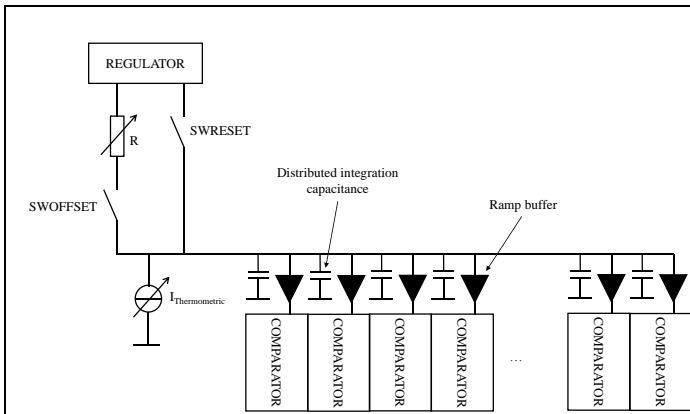 REGULATOR
R
SWRESET
Distributed integration
capacitance
SWOFFSET
Ramp buffer
IThermometric
COMPARATOR
COMPARATOR
COMPARATOR
COMPARATOR
...
COMPARATOR
COMPARATOR